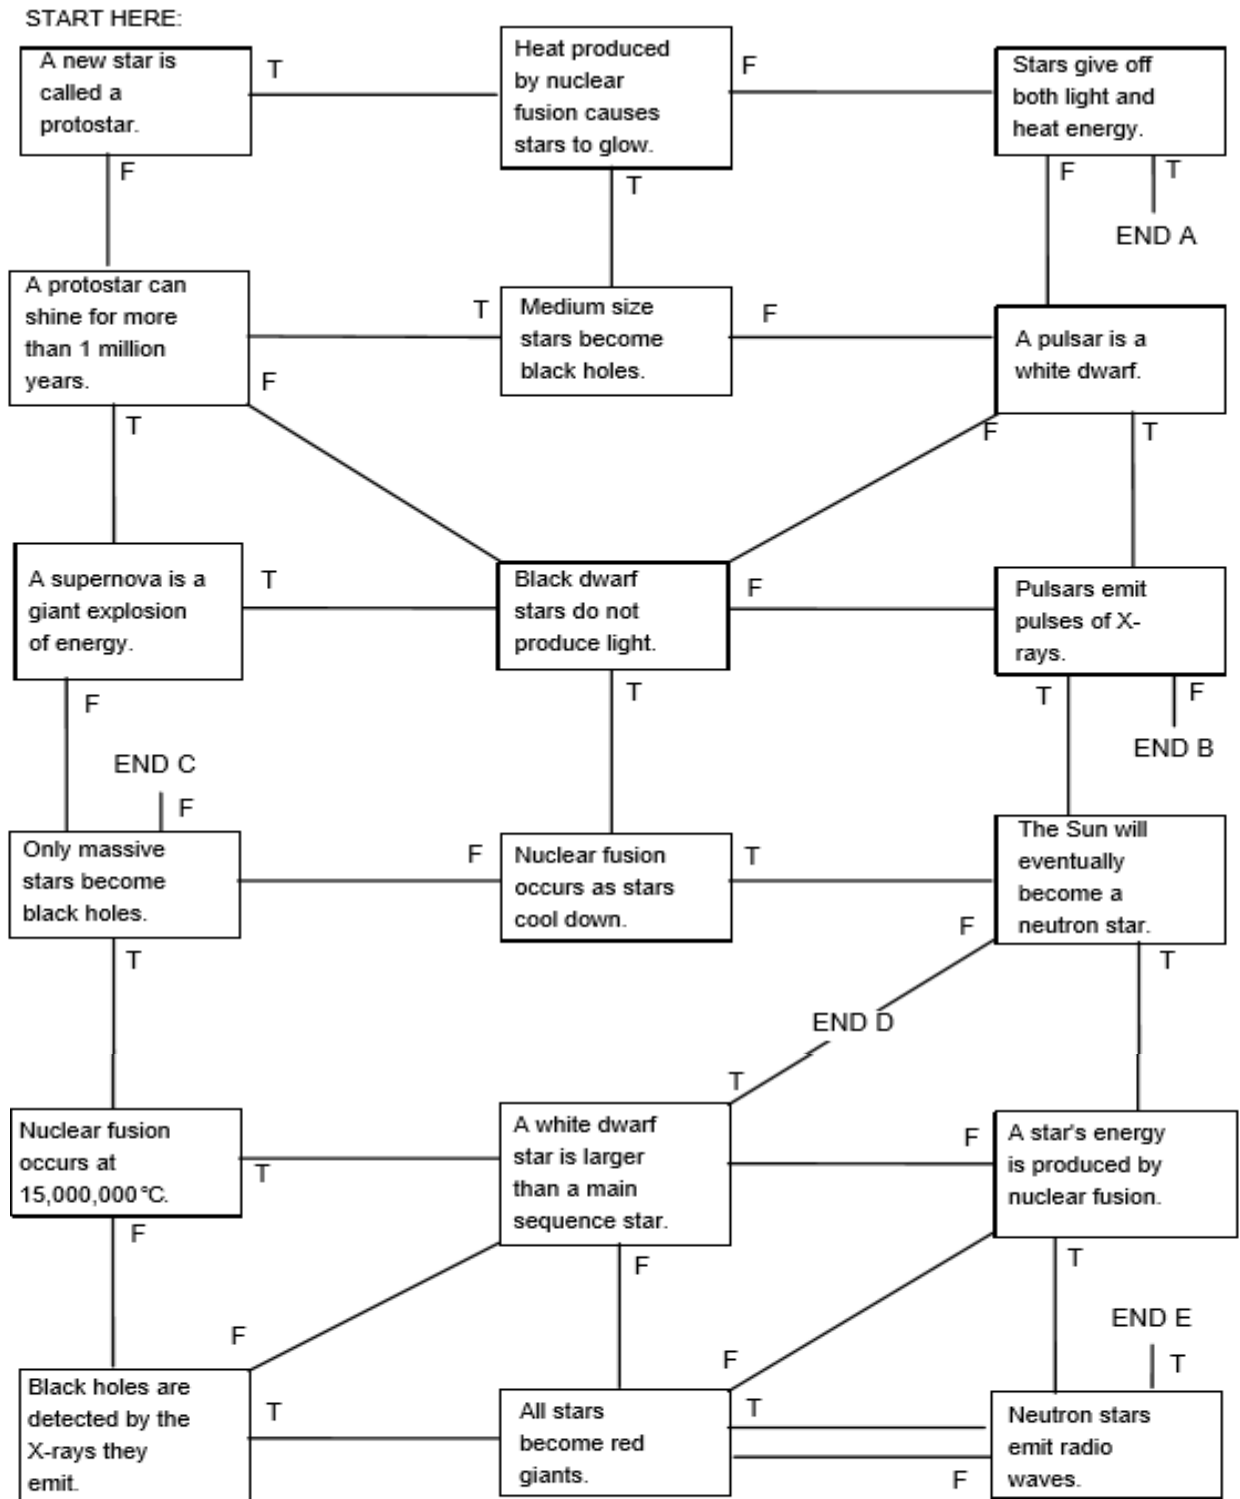 START HERE:
A new star is
called a
protostar.
T
F
Heat produced
by nuclear
fusion causes
stars to glow.
F
T
Stars give off
both light and
heat energy.
F
T
END A
A protostar can
shine for more
than 1 million
years.
T
F
T
Medium size
stars become
black holes.
F
A pulsar is a
white dwarf.
F
T
A supernova is a
giant explosion
of energy.
T
F
Black dwarf
stars do not
produce light.
F
T
Pulsars emit
pulses of X-
rays.
T
F
END B
END C
F
Only massive
stars become
black holes.
T
F
Nuclear fusion
occurs as stars
cool down.
T
The Sun will
eventually
become a
neutron star.
F
T
END D
T
Nuclear fusion
occurs at
15,000,000°C.
T
F
A white dwarf
star is larger
than a main
sequence star.
F
F
A star's energy
is produced by
nuclear fusion.
T
END E
T
F
Black holes are
detected by the
X-rays they
emit.
T
F
All stars
become red
giants.
T
F
Neutron stars
emit radio
waves.